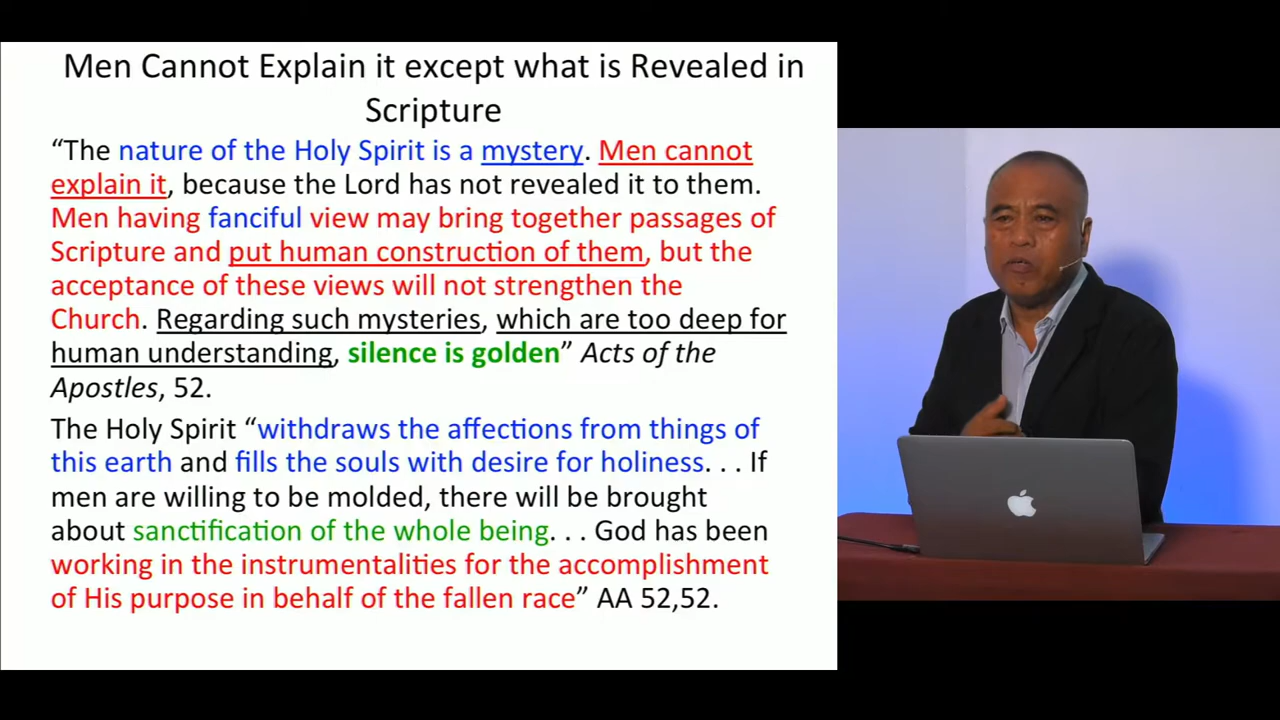 Men Cannot Explain it except what is Revealed in
Scripture
“The nature of the Holy Spirit is a mystery. Men cannot
explain it, because the Lord has not revealed it to them.
Men having fanciful view may bring together passages of
Scripture and put human construction of them, but the
acceptance of these views will not strengthen the
Church. Regarding such mysteries, which are too deep for
human understanding, silence is golden” Acts of the
Apostles, 52.
The Holy Spirit “withdraws the affections from things of
this earth and fills the souls with desire for holiness. . . If
men are willing to be molded, there will be brought
about sanctification of the whole being. . . God has been
working in the instrumentalities for the accomplishment
of His purpose in behalf of the fallen race” AA 52,52.